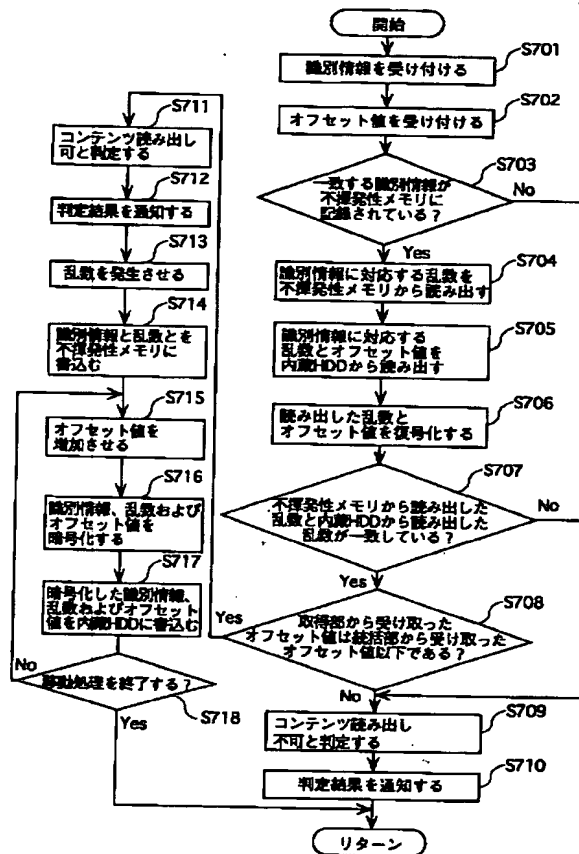 開始
S701
識別情報を受け付ける
S702
オフセット値を受け付ける
S703
一致する識別情報が
不揮発性メモリに
記録されている？
No
Yes
S704
識別情報に対応する乱数を
不揮発性メモリから読み出す
S705
識別情報に対応する
乱数とオフセット値を
内蔵HDDから読み出す
S706
読み出した乱数と
オフセット値を復号化する
S707
不揮発性メモリから読み出した
乱数と内蔵HDDから読み出した
乱数が一致している？
No
Yes
S708
取得部から受け取った
オフセット値は統括部から受け取った
オフセット値以下である？
Yes
No
S709
コンテンツ読み出し
不可と判定する
S710
判定結果を通知する
リターン
S711
コンテンツ読み出し
可と判定する
S712
判定結果を通知する
S713
乱数を発生させる
S714
識別情報と乱数とを
不揮発性メモリに
書込む
S715
オフセット値を
増加させる
S716
識別情報、乱数および
オフセット値を
暗号化する
S717
暗号化した識別情報、
乱数およびオフセット
値を内蔵HDDに書込む
No
移動処理を終了する？
Yes
S718